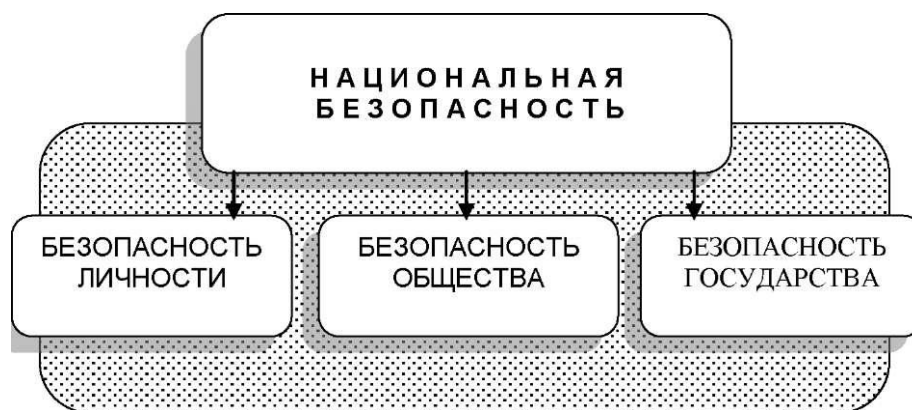 НАЦИОНАЛЬНАЯ
БЕЗОПАСНОСТЬ
БЕЗОПАСНОСТЬ
ЛИЧНОСТИ
БЕЗОПАСНОСТЬ
ОБЩЕСТВА
БЕЗОПАСНОСТЬ
ГОСУДАРСТВА